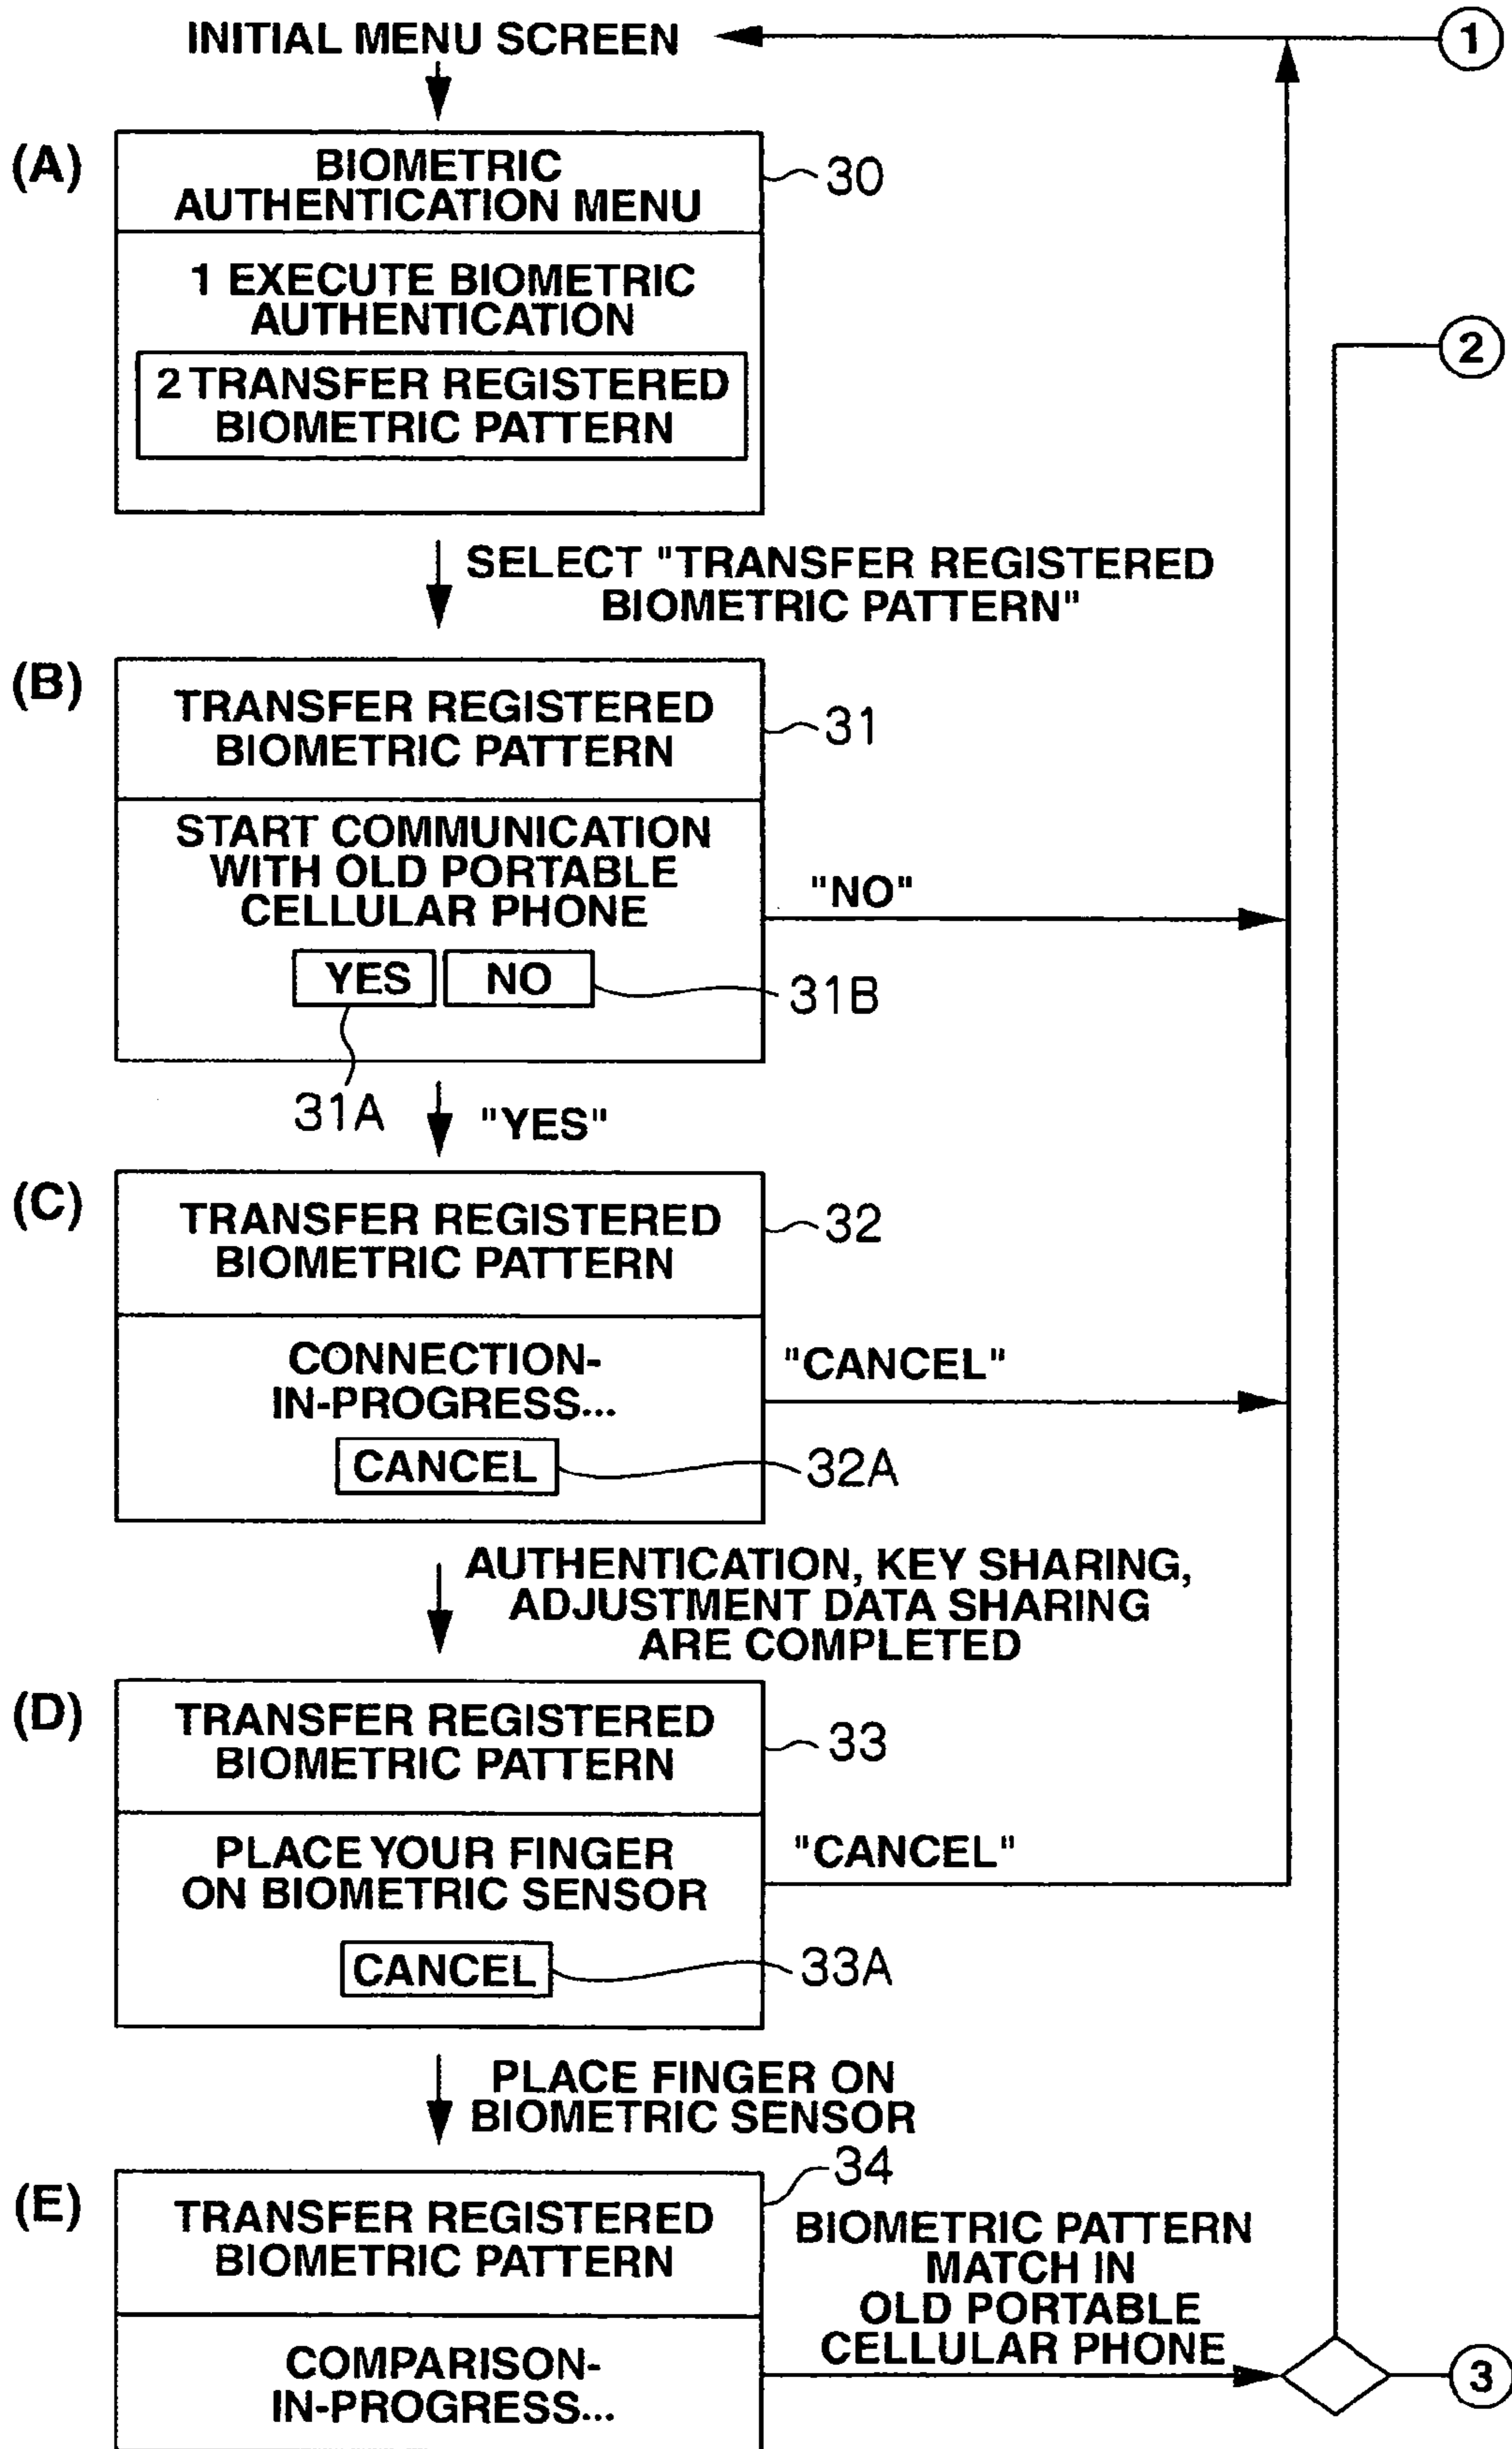 INITIAL MENU SCREEN
1
(A)
BIOMETRIC
AUTHENTICATION MENU
30
1 EXECUTE BIOMETRIC
AUTHENTICATION
2 TRANSFER REGISTERED
BIOMETRIC PATTERN
2
SELECT "TRANSFER REGISTERED
BIOMETRIC PATTERN"
(B)
TRANSFER REGISTERED
BIOMETRIC PATTERN
31
START COMMUNICATION
WITH OLD PORTABLE
CELLULAR PHONE
"NO"
YES
NO
31B
31A
"YES"
(C)
TRANSFER REGISTERED
BIOMETRIC PATTERN
32
CONNECTION-
IN-PROGRESS...
"CANCEL"
CANCEL
32A
AUTHENTICATION, KEY SHARING,
ADJUSTMENT DATA SHARING
ARE COMPLETED
(D)
TRANSFER REGISTERED
BIOMETRIC PATTERN
33
PLACE YOUR FINGER
ON BIOMETRIC SENSOR
"CANCEL"
CANCEL
33A
PLACE FINGER ON
BIOMETRIC SENSOR
34
(E)
TRANSFER REGISTERED
BIOMETRIC PATTERN
BIOMETRIC PATTERN
MATCH IN
OLD PORTABLE
CELLULAR PHONE
COMPARISON-
IN-PROGRESS...
3